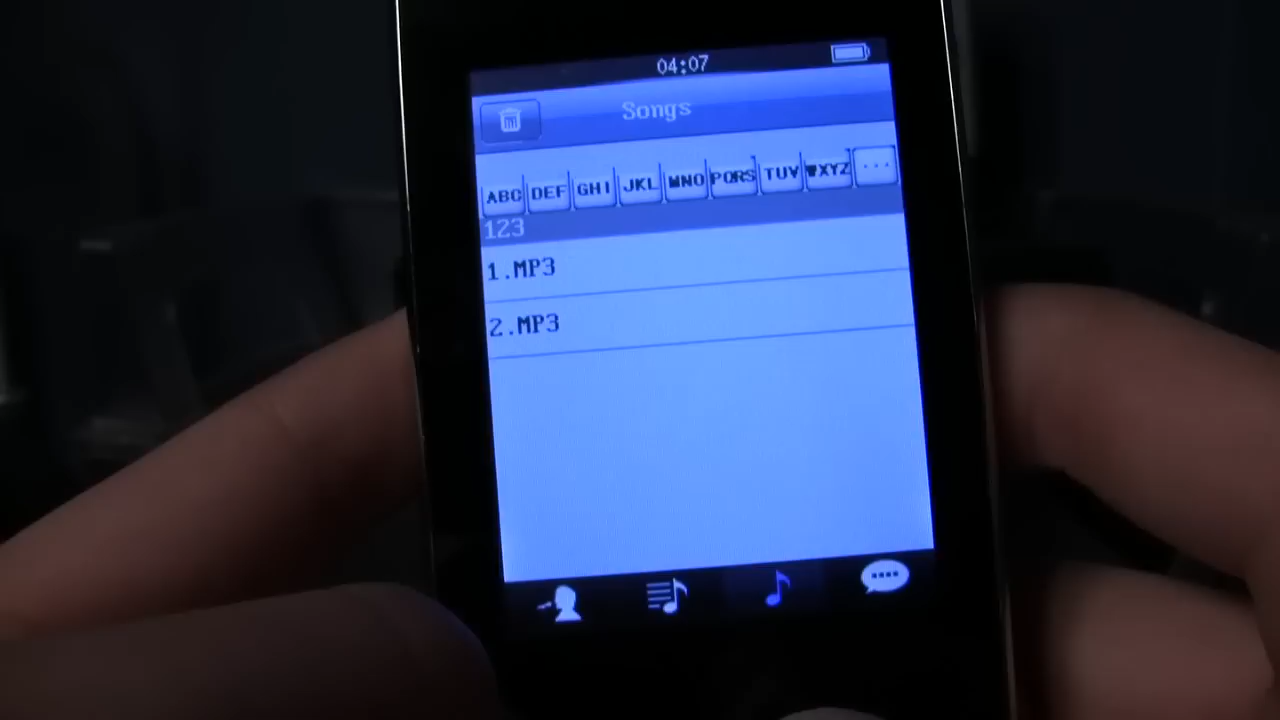 04:07
Songs
ABC DEF GHI JKL MNO PQRS TUV WXYZ ...
123
1.MP3
2.MP3